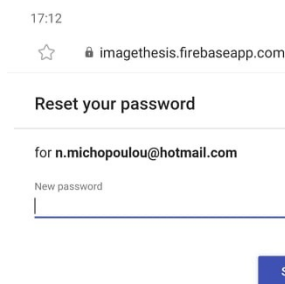 17:12
imagethesis.firebaseapp.com
Reset your password
for n.michopoulou@hotmail.com
New password